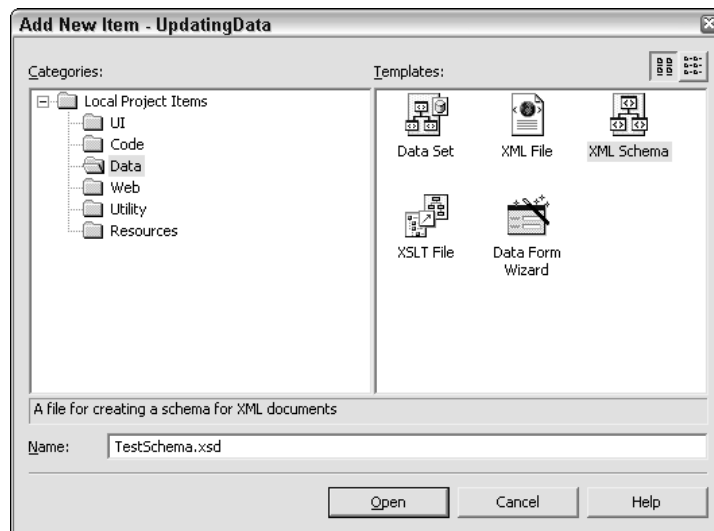 Add New Item - UpdatingData
Categories:
Templates:
Local Project Items
UI
Code
Data
Web
Utility
Resources
Data Set
XML File
XML Schema
XSLT File
Data Form
Wizard
A file for creating a schema for XML documents
Name:
TestSchema.xsd
Open
Cancel
Help